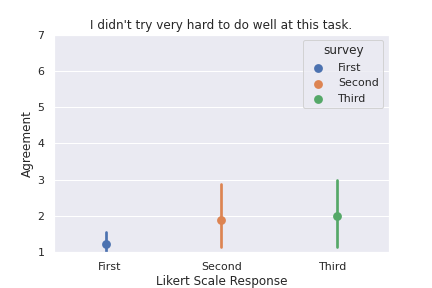 I didn't try very hard to do well at this task.
7
6
5
4
3
2
1
Agreement
survey
First
Second
Third
First Second Third
Likert Scale Response